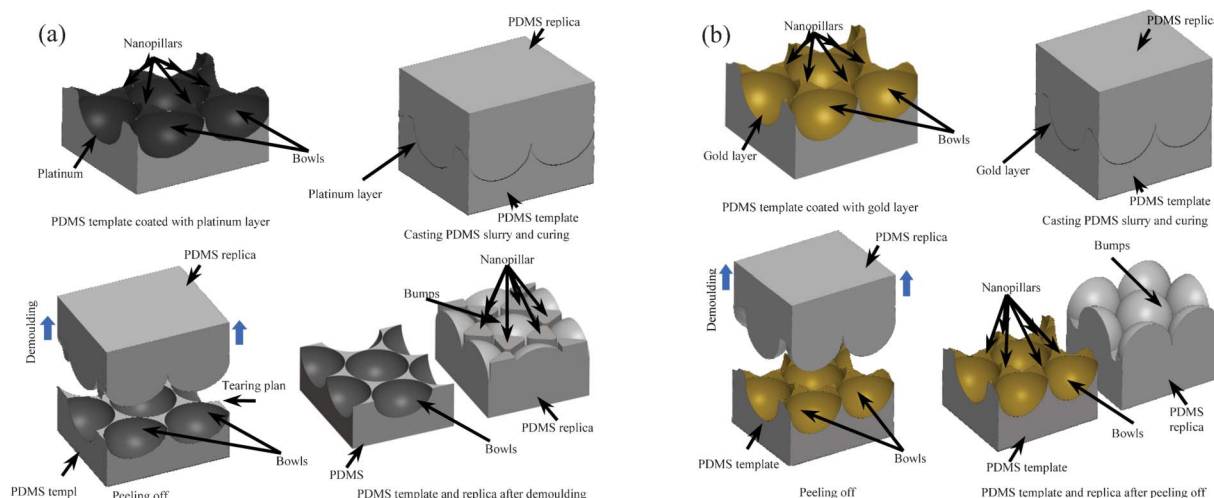 (a)
PDMS replica
Nanopillars
Bowls
Platinum
Platinum layer
PDMS template
PDMS template coated with platinum layer
Casting PDMS slurry and curing
PDMS replica
Demoulding
Tearing plan
Bowls
PDMS templ
Peeling off
Nanopillar
Bumps
PDMS replica
Bowls
PDMS
PDMS template and replica after demoulding
(b)
PDMS replica
Nanopillars
Bowls
Gold layer
Gold layer
PDMS template
PDMS template coated with gold layer
Casting PDMS slurry and curing
PDMS replica
Demoulding
Bowls
PDMS template
Peeling off
Bumps
Nanopillars
Bowls
PDMS
replica
PDMS template
PDMS template and replica after peeling off